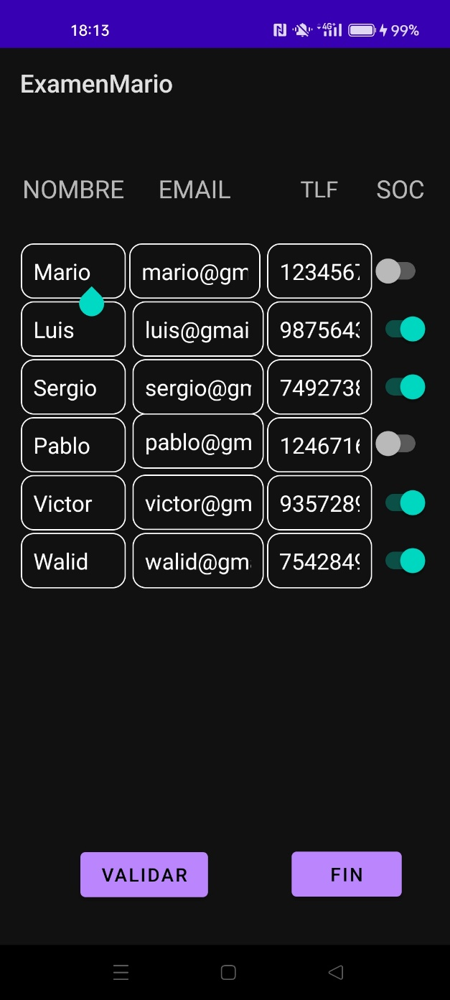 18:13 4G+ 99%
ExamenMario
NOMBRE EMAIL TLF SOC
Mario mario@gm 1234567
Luis luis@gmai 9875643
Sergio sergio@gm 7492738
Pablo pablo@gm 1246716
Victor victor@gm 9357289
Walid walid@gm 7542849
VALIDAR FIN